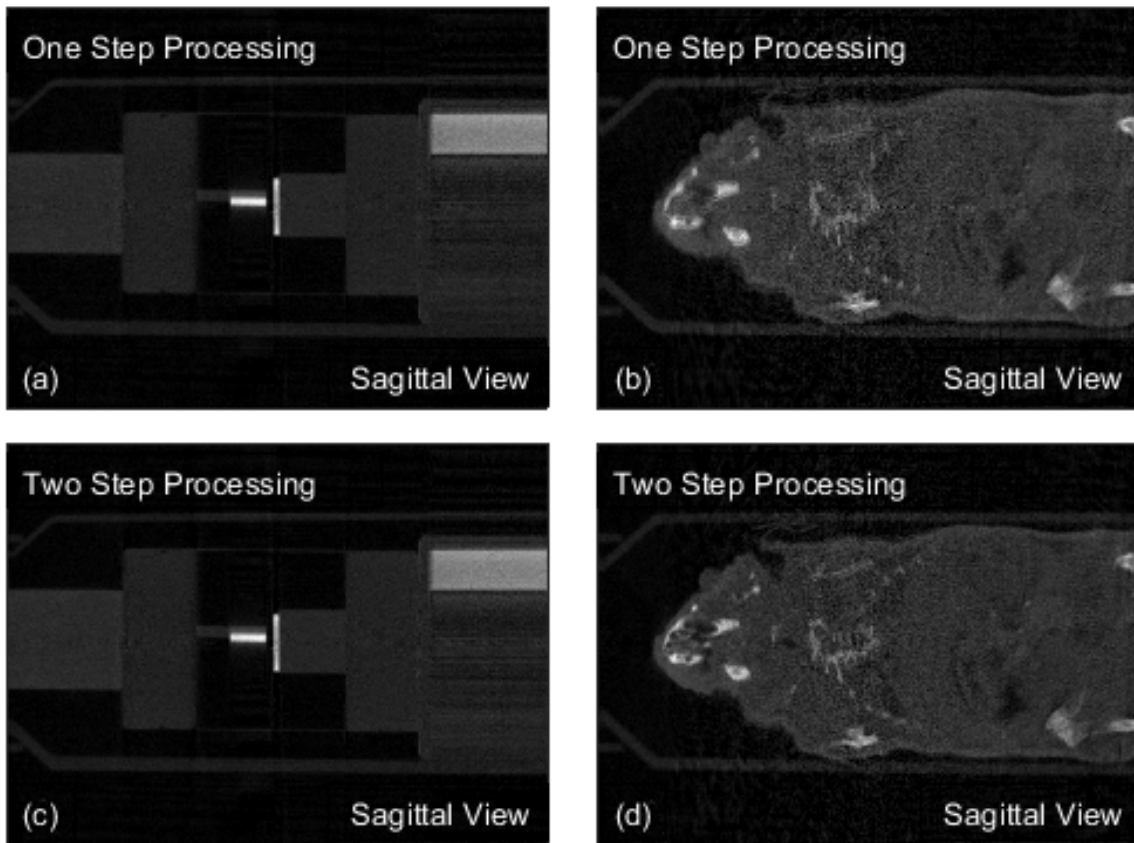 One Step Processing
(a) Sagittal View
One Step Processing
(b) Sagittal View
Two Step Processing
(c) Sagittal View
Two Step Processing
(d) Sagittal View